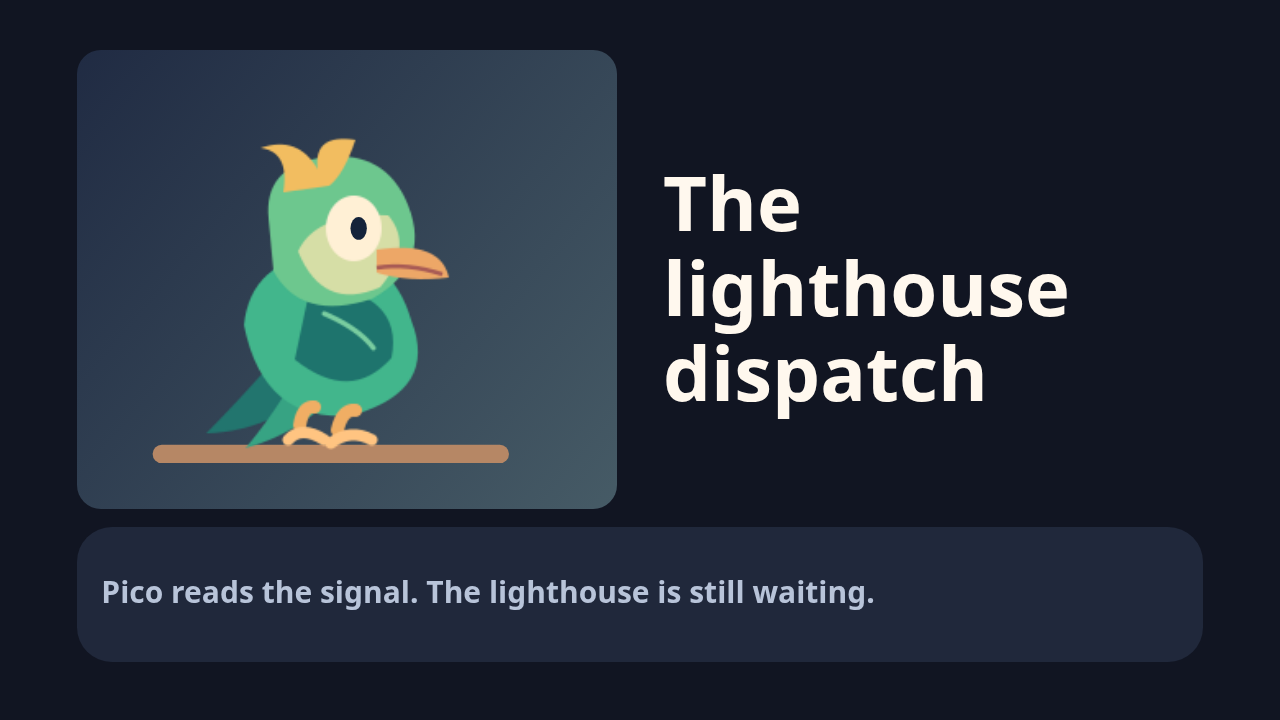 The
lighthouse
dispatch
Pico reads the signal. The lighthouse is still waiting.